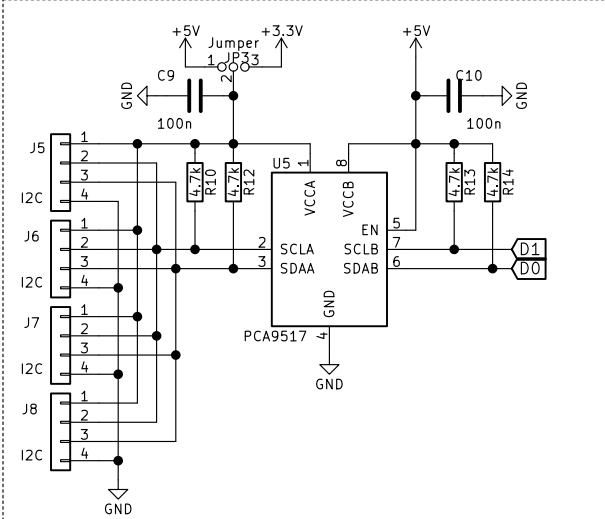 +5V +3.3V +5V
Jumper
1 JP3 3
2
C9 C10
GND GND
100n 100n
J5 1
2
3
I2C 4
4.7k R10
4.7k R12
U5
1 8
VCCA VCCB
4.7k R13
4.7k R14
J6 1
2
3
I2C 4
EN 5
2 SCLA SCLB 7 D1
3 SDAA SDAB 6 D0
GND
4
PCA9517
GND
J7 1
2
3
I2C 4
J8 1
2
3
I2C 4
GND